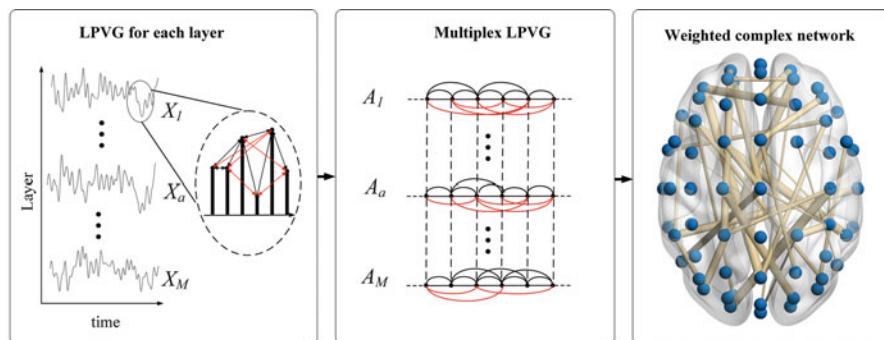 LPVG for each layer
Layer
X1
Xa
XM
time
Multiplex LPVG
A1
Aa
AM
Weighted complex network